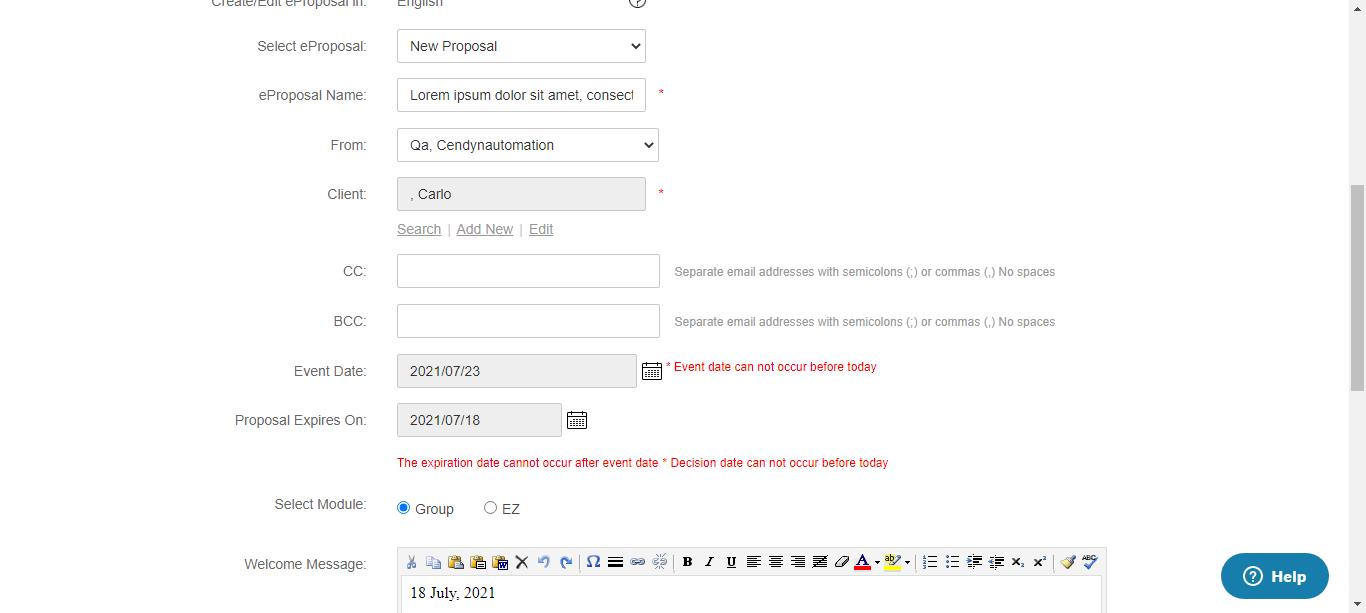 Create/Edit eProposal in: English
Select eProposal: New Proposal
eProposal Name: Lorem ipsum dolor sit amet, consect *
From: Qa, Cendynautomation
Client: , Carlo *
Search | Add New | Edit
CC: Separate email addresses with semicolons (;) or commas (,) No spaces
BCC: Separate email addresses with semicolons (;) or commas (,) No spaces
Event Date: 2021/07/23 * Event date can not occur before today
Proposal Expires On: 2021/07/18
The expiration date cannot occur after event date * Decision date can not occur before today
Select Module: Group EZ
Welcome Message:
18 July, 2021
Help